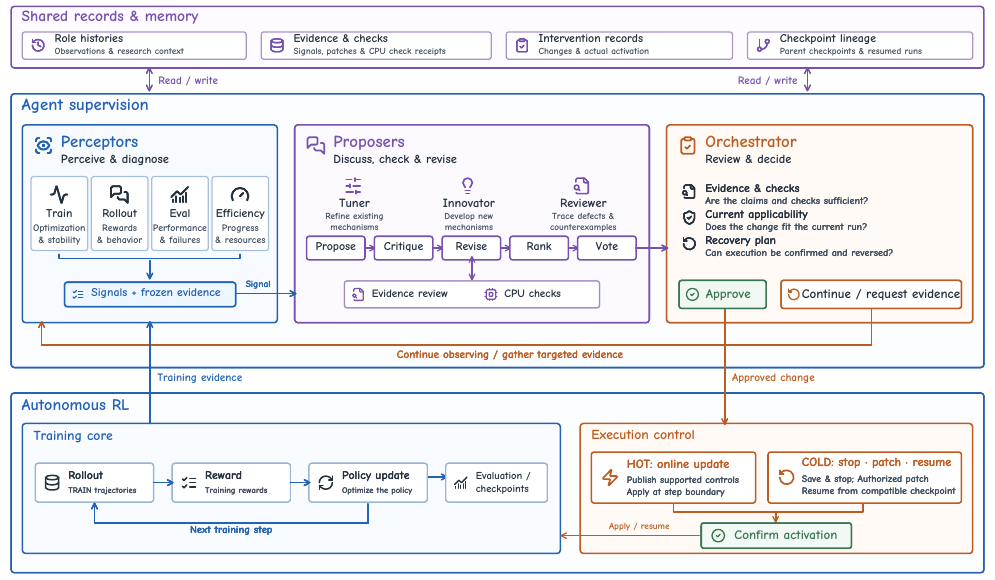 Shared records & memory
Role histories
Observations & research context
Evidence & checks
Signals, patches & CPU check receipts
Intervention records
Changes & actual activation
Checkpoint lineage
Parent checkpoints & resumed runs
Read / write
Read / write
Agent supervision
Perceptors
Perceive & diagnose
Train
Optimization
& stability
Rollout
Rewards
& behavior
Eval
Performance
& failures
Efficiency
Progress
& resources
Signals + frozen evidence
Signal
Proposers
Discuss, check & revise
Tuner
Refine existing
mechanisms
Innovator
Develop new
mechanisms
Reviewer
Trace defects &
counterexamples
Propose
Critique
Revise
Rank
Vote
Evidence review
CPU checks
Orchestrator
Review & decide
Evidence & checks
Are the claims and checks sufficient?
Current applicability
Does the change fit the current run?
Recovery plan
Can execution be confirmed and reversed?
Approve
Continue / request evidence
Continue observing / gather targeted evidence
Training evidence
Approved change
Autonomous RL
Training core
Rollout
TRAIN trajectories
Reward
Training rewards
Policy update
Optimize the policy
Evaluation /
checkpoints
Next training step
Execution control
HOT: online update
Publish supported controls
Apply at step boundary
COLD: stop · patch · resume
Save & stop; Authorized patch
Resume from compatible checkpoint
Apply / resume
Confirm activation